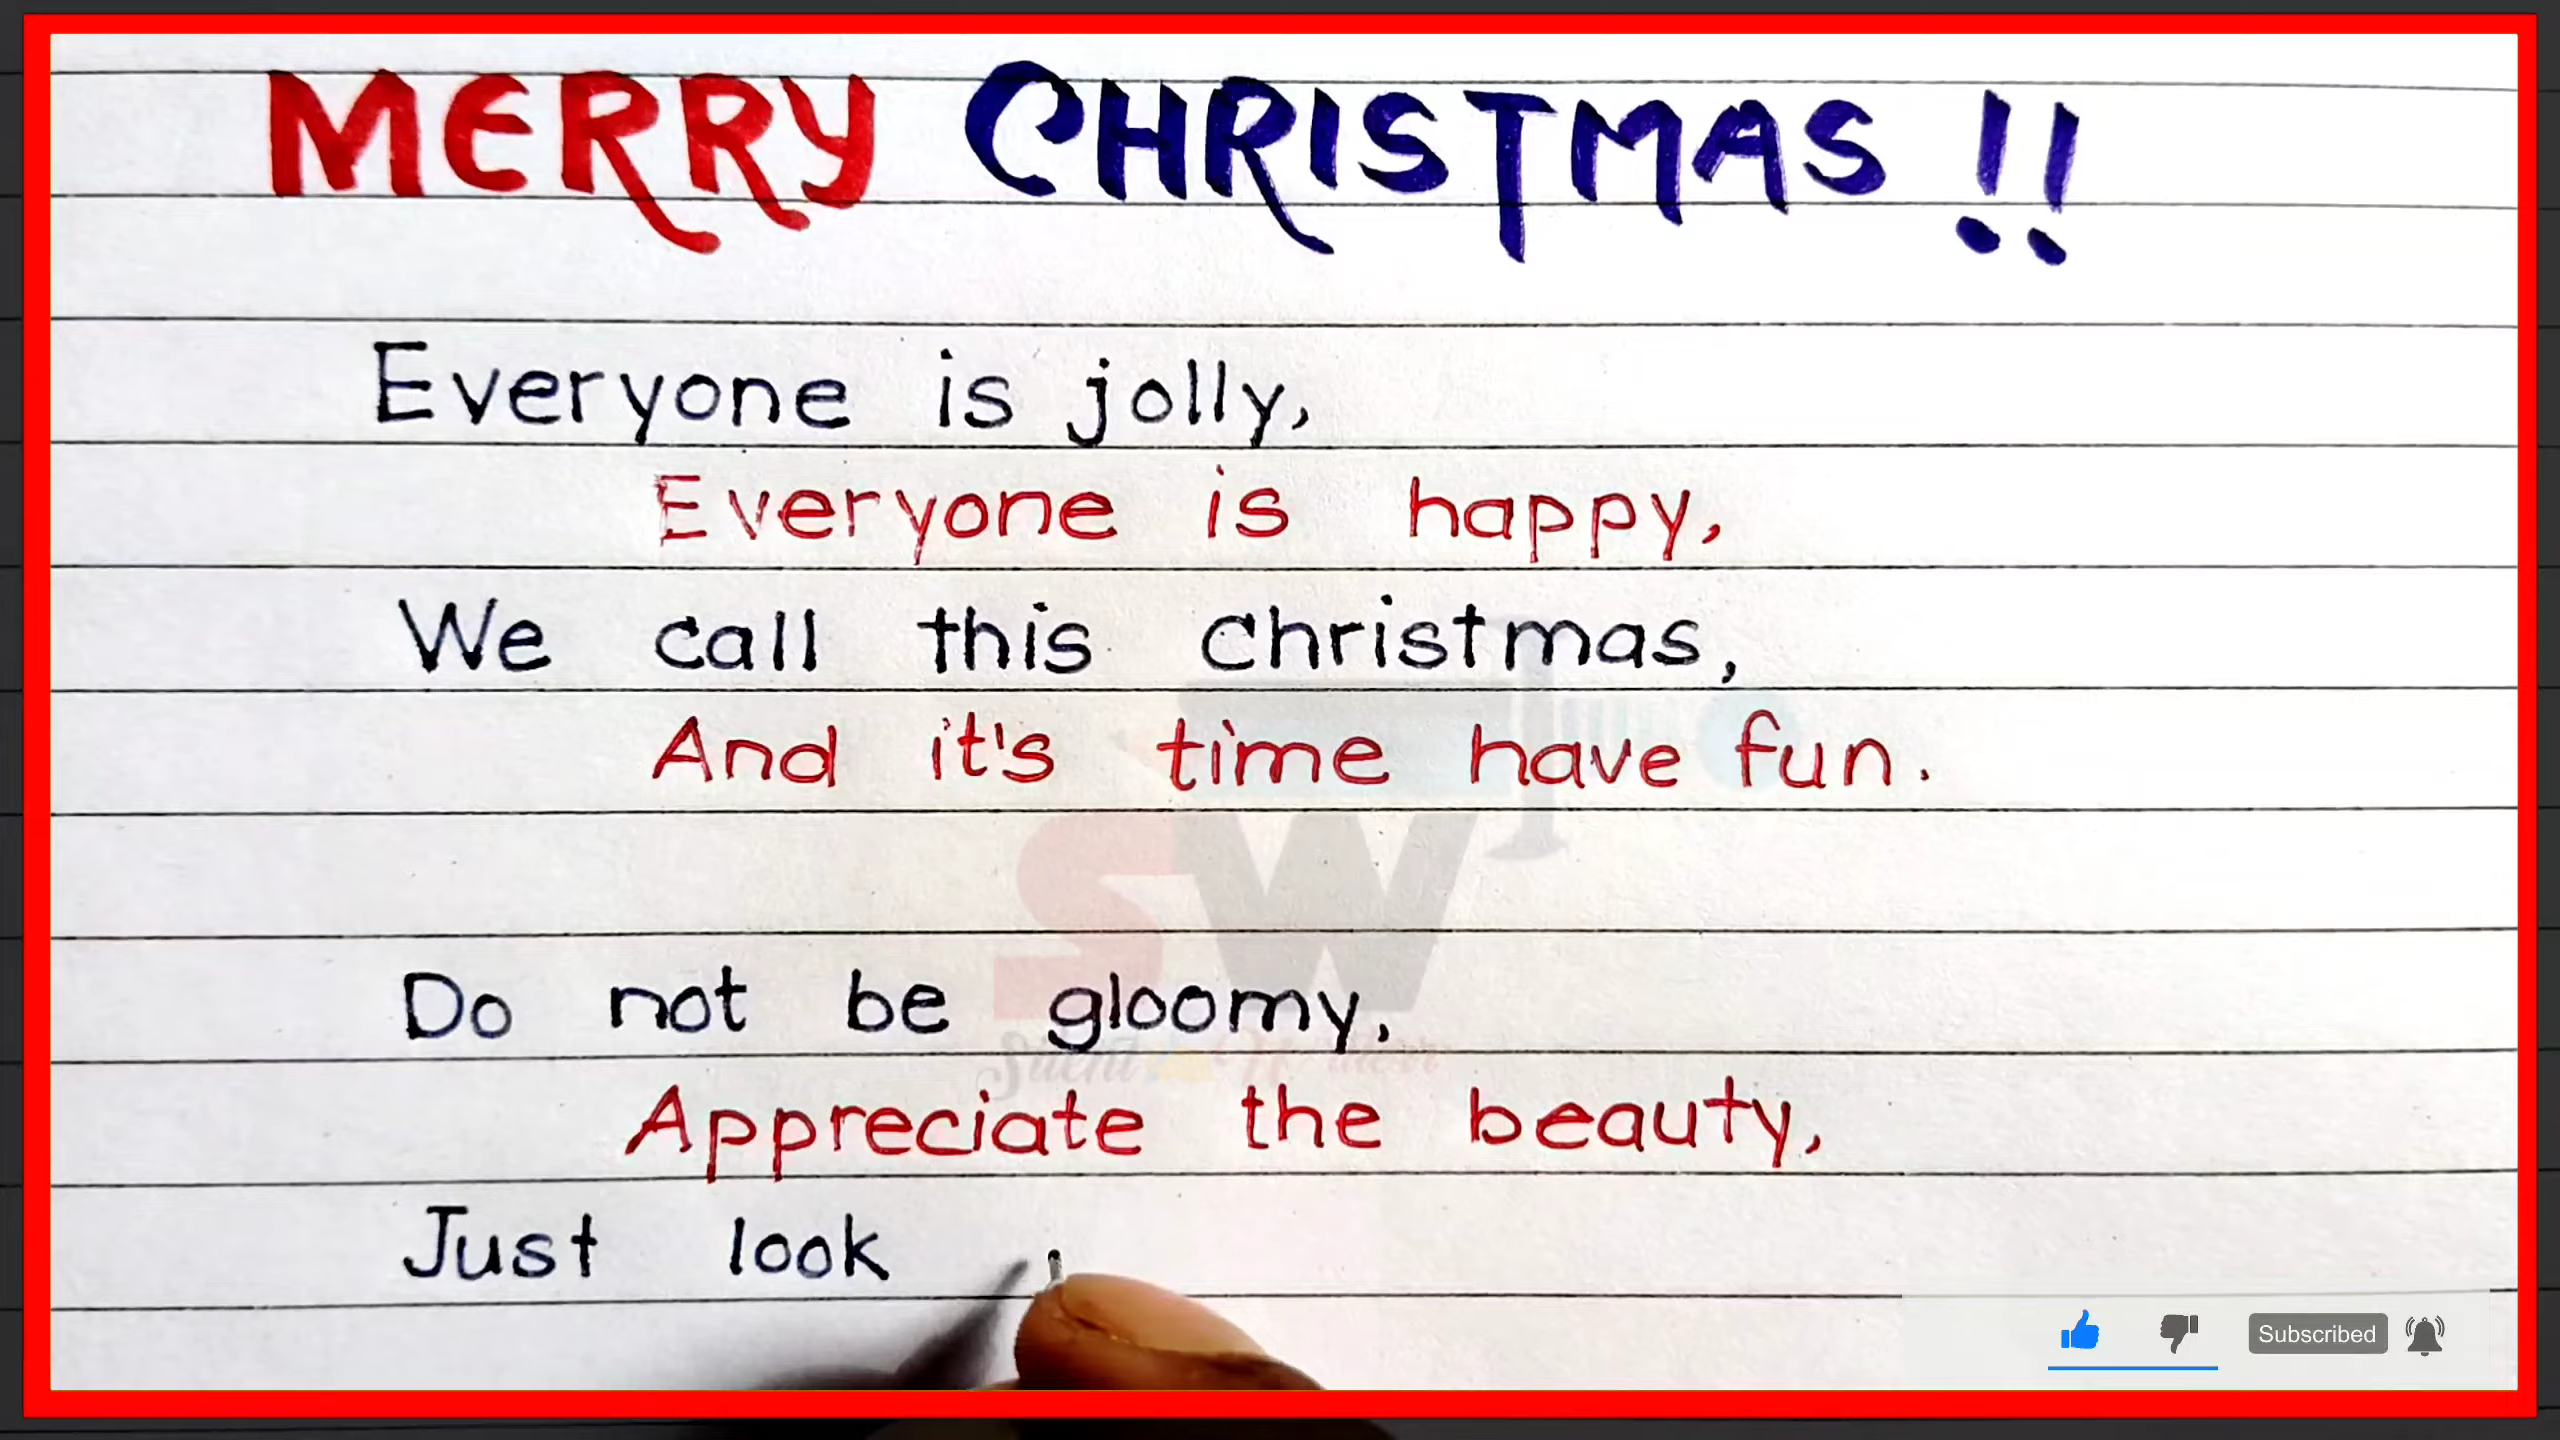 MERRY CHRISTMAS !!
Everyone is jolly,
Everyone is happy,
We call this christmas,
And it's time have fun.
SW
Do not be gloomy,
Appreciate the beauty,
Just look
Subscribed